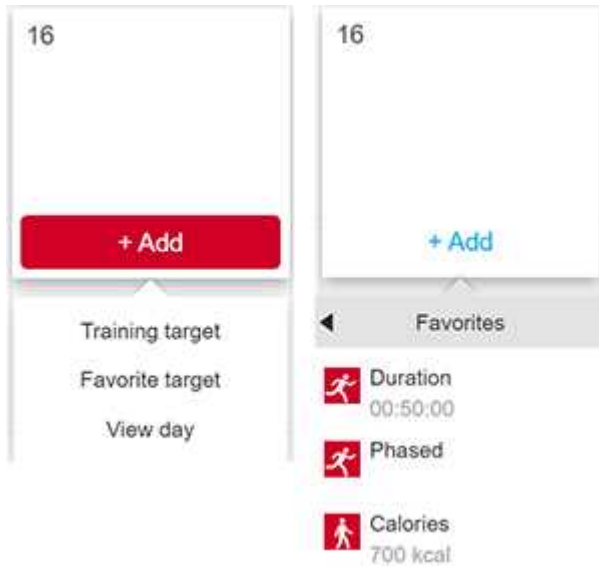 16
+ Add
Training target
Favorite target
View day
16
+ Add
Favorites
Duration
00:50:00
Phased
Calories
700 kcal